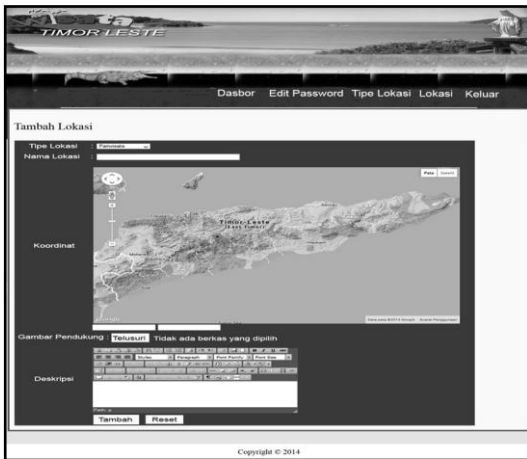 TIMOR LESTE
Dasbor Edit Password Tipe Lokasi Lokasi Keluar
Tambah Lokasi
Tipe Lokasi : Pariwisata
Nama Lokasi :
Peta
Timor-Leste
(East Timor)
Koordinat
Gambar Pendukung : Telusuri Tidak ada berkas yang dipilih
Styles Paragraph Font Family Font Size
Deskripsi
Path: p
Tambah Reset
Copyright © 2014